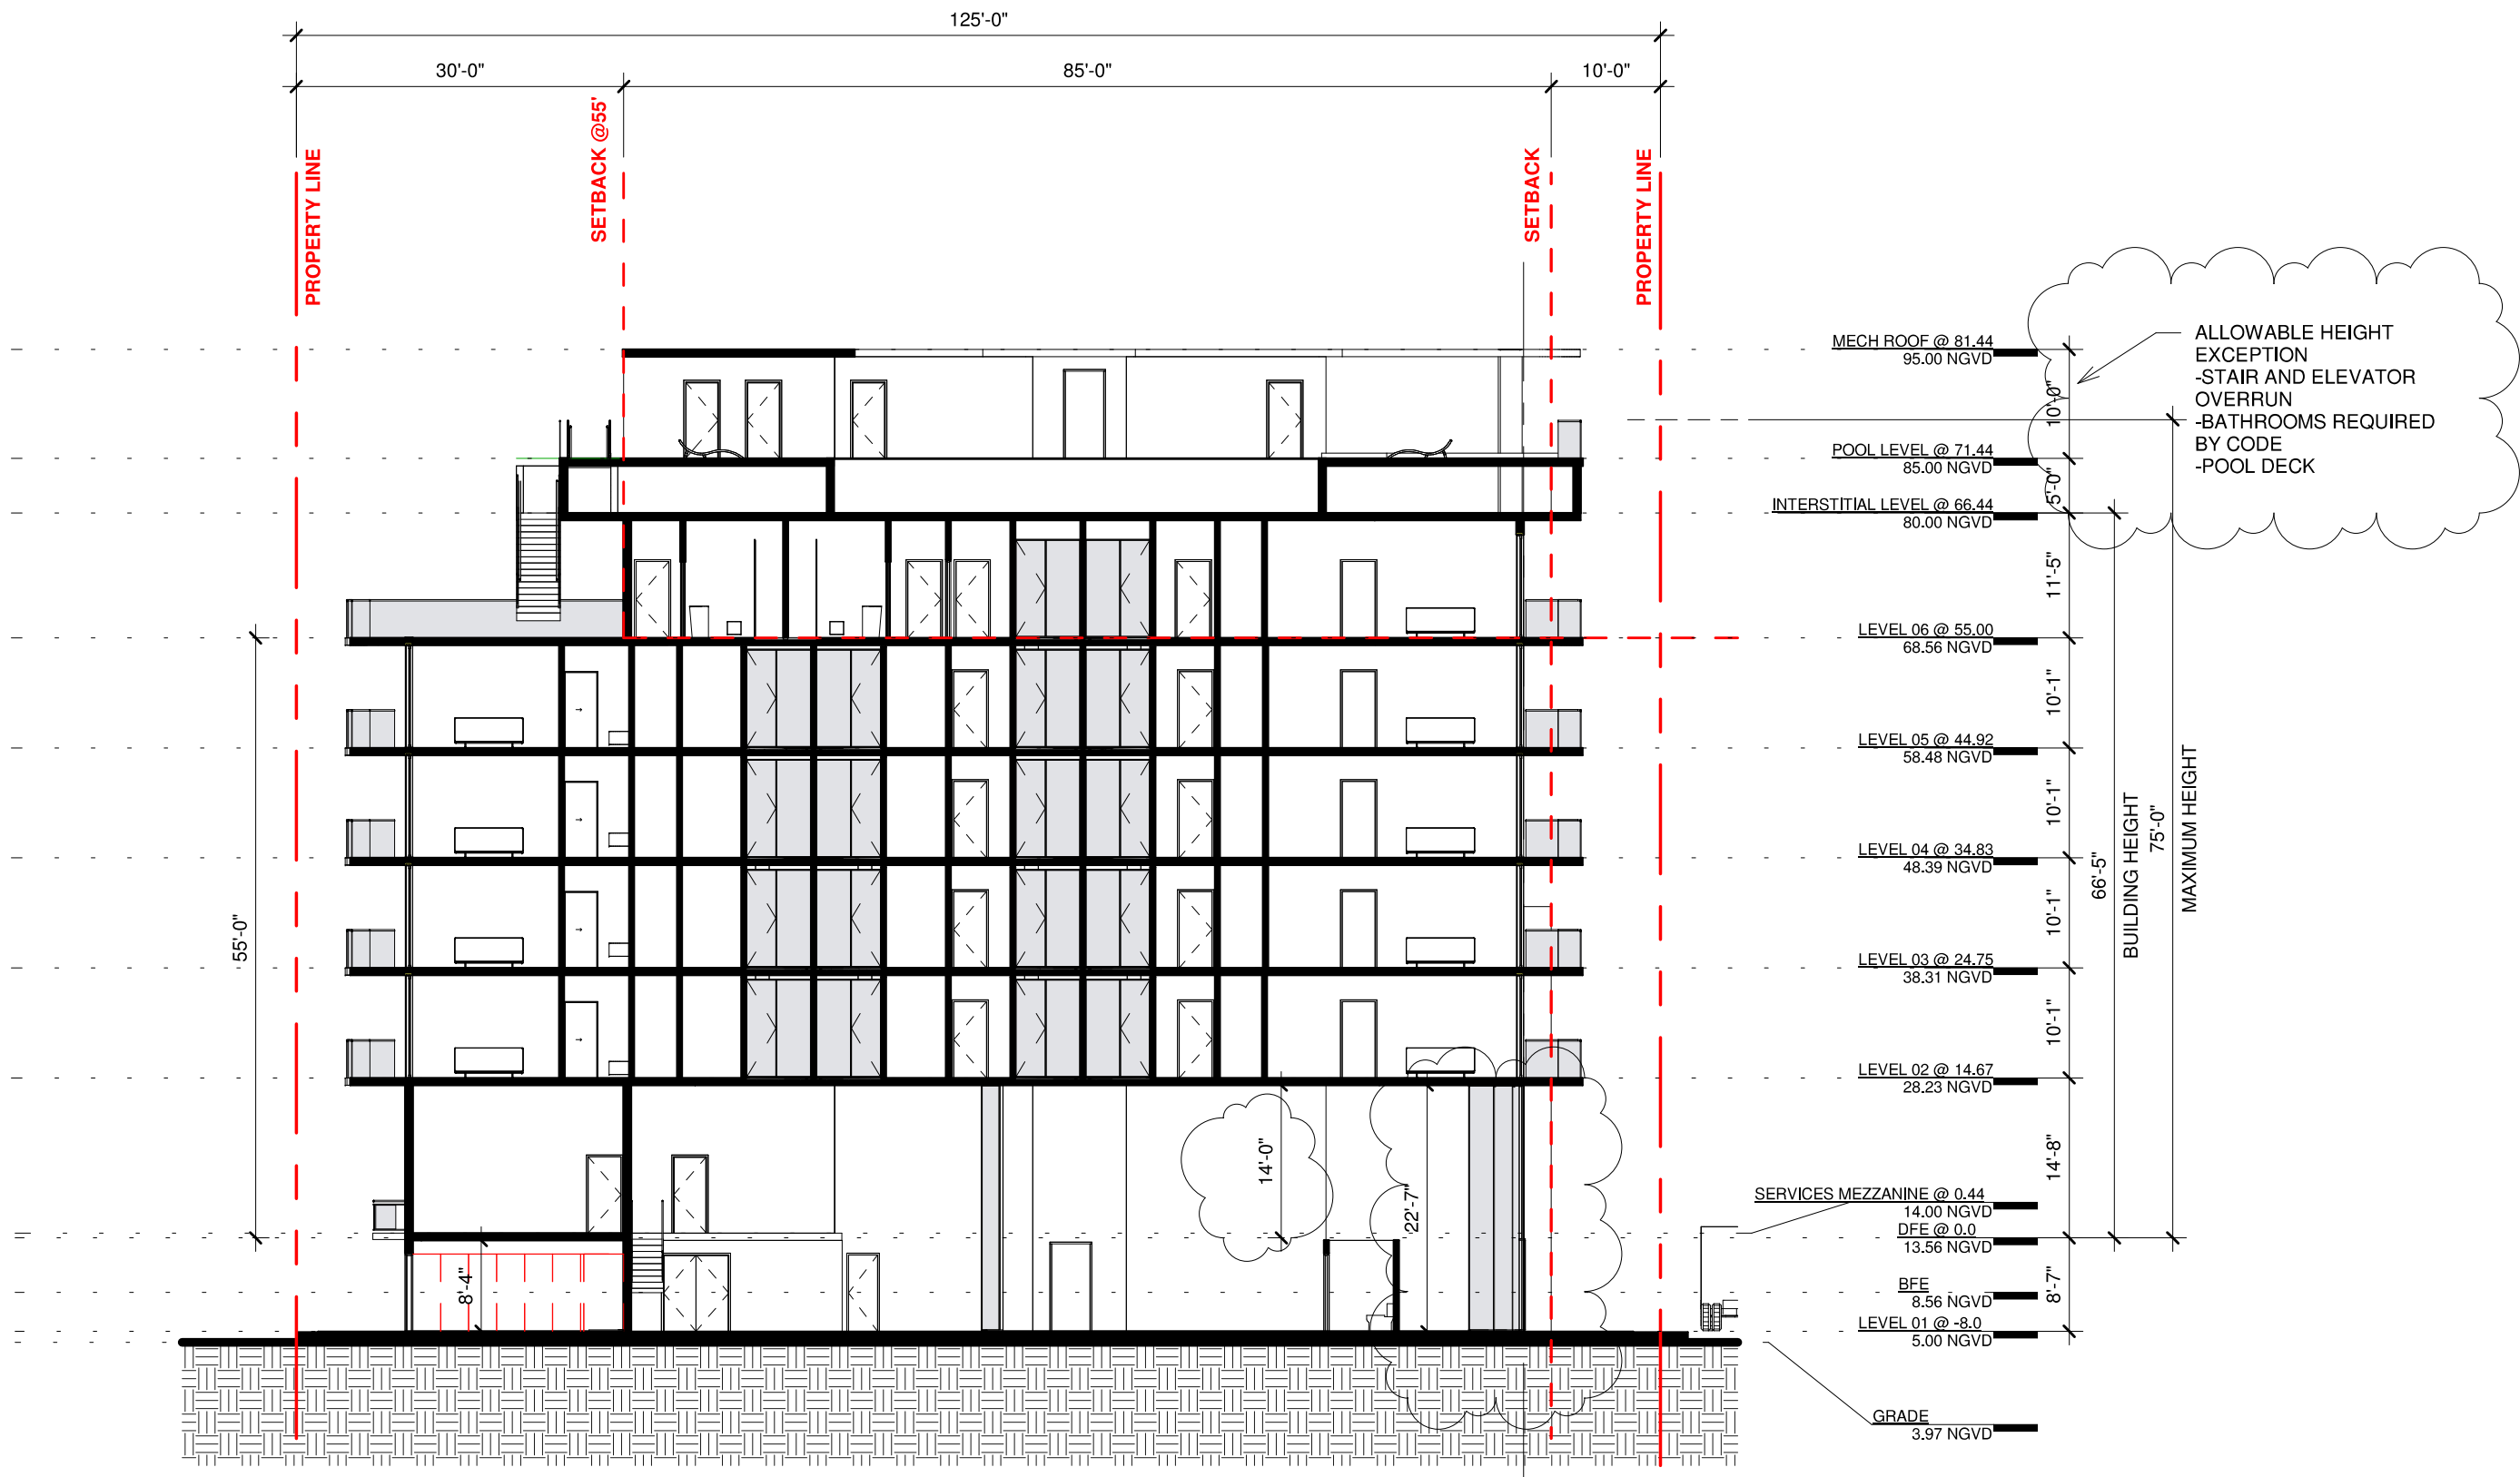 125'-0"
30'-0"
85'-0"
10'-0"
PROPERTY LINE
SETBACK @55'
SETBACK
PROPERTY LINE
MECH ROOF @ 81.44
95.00 NGVD
POOL LEVEL @ 71.44
85.00 NGVD
INTERSTITIAL LEVEL @ 66.44
80.00 NGVD
LEVEL 06 @ 55.00
68.56 NGVD
LEVEL 05 @ 44.92
58.48 NGVD
LEVEL 04 @ 34.83
48.39 NGVD
LEVEL 03 @ 24.75
38.31 NGVD
LEVEL 02 @ 14.67
28.23 NGVD
SERVICES MEZZANINE @ 0.44
14.00 NGVD
DFE @ 0.0
13.56 NGVD
BFE
8.56 NGVD
LEVEL 01 @ -8.0
5.00 NGVD
GRADE
3.97 NGVD
10'-0"
5'-0"
11'-5"
10'-1"
10'-1"
10'-1"
10'-1"
14'-8"
8'-7"
66'-5"
BUILDING HEIGHT
75'-0"
MAXIMUM HEIGHT
ALLOWABLE HEIGHT
EXCEPTION
-STAIR AND ELEVATOR
OVERRUN
-BATHROOMS REQUIRED
BY CODE
-POOL DECK
55'-0"
8'-4"
14'-0"
22'-7"